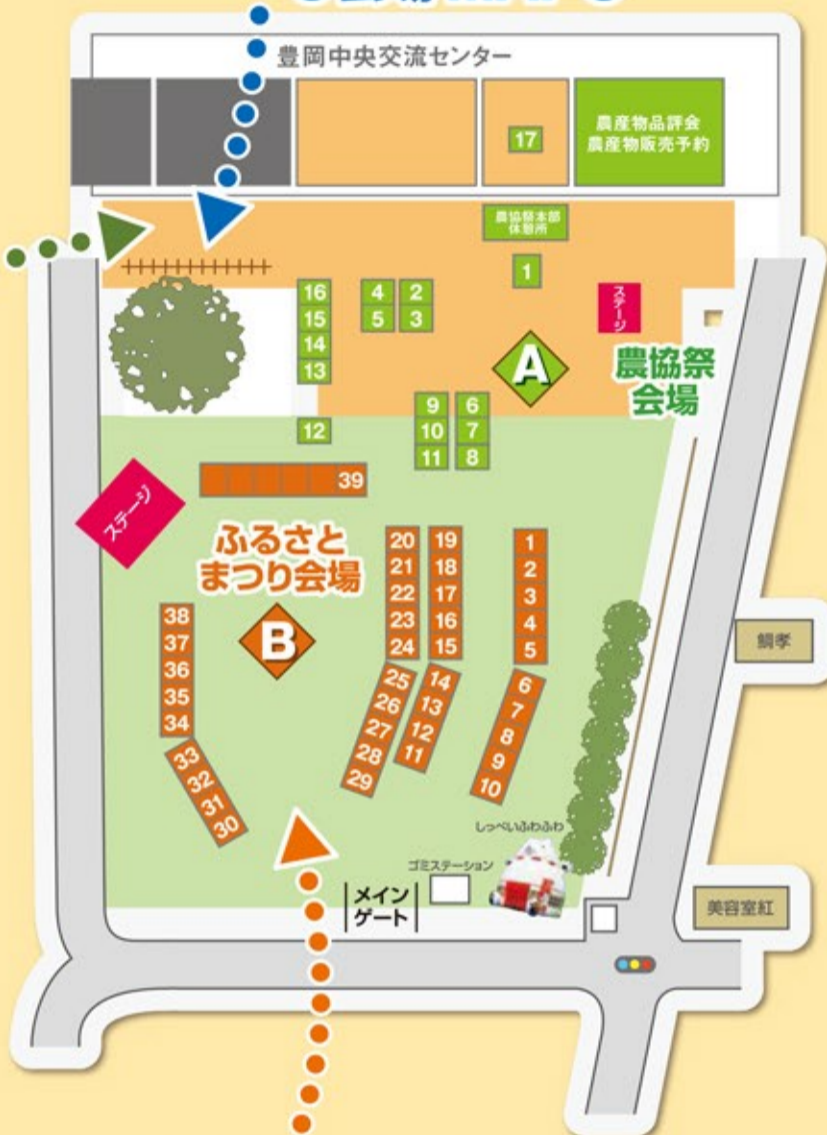 豊岡中央交流センター
17
農産物品評会
農産物販売予約
農協祭本部
休憩所
1
ステージ
16
15
14
13
4 2
5 3
A
農協祭
会場
12
9 6
10 7
11 8
39
ステージ
ふるさと
まつり会場
B
20 19
21 18
22 17
23 16
24 15
1
2
3
4
5
38
37
36
35
34
25
26
27
28
29
14
13
12
11
6
7
8
9
10
33
32
31
30
鯛孝
しっぺいふわふわ
ゴミステーション
メイン
ゲート
美容室紅